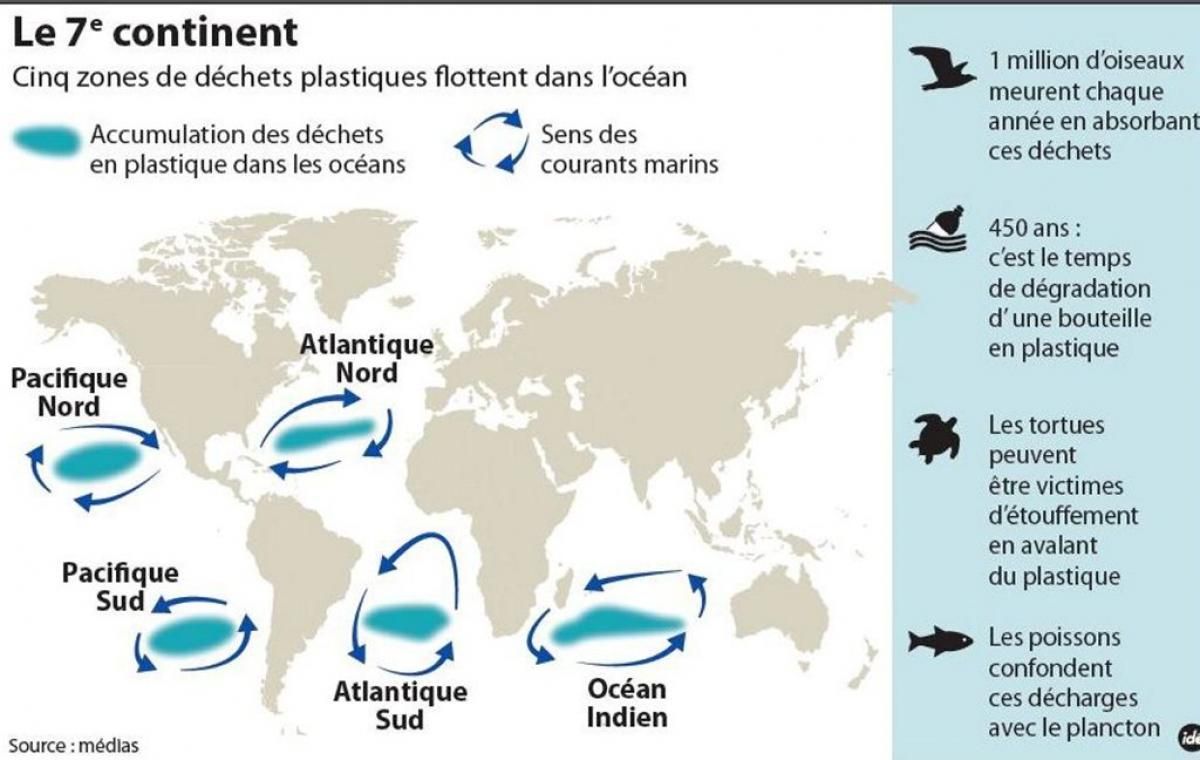 Le 7e continent
Cinq zones de déchets plastiques flottent dans l'océan
Accumulation des déchets
en plastique dans les océans
Sens des
courants marins
Atlantique
Nord
Pacifique
Nord
Pacifique
Sud
Atlantique
Sud
Océan
Indien
Source : médias
1 million d'oiseaux
meurent chaque
année en absorbant
ces déchets
450 ans :
c'est le temps
de dégradation
d' une bouteille
en plastique
Les tortues
peuvent
être victimes
d'étouffement
en avalant
du plastique
Les poissons
confondent
ces décharges
avec le plancton